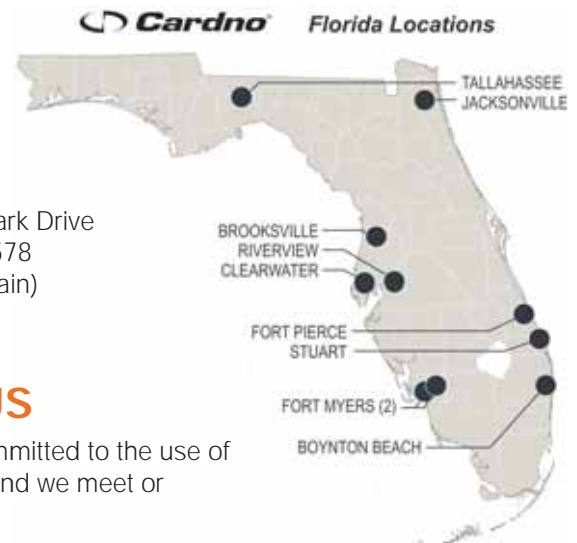 Cardno Florida Locations
TALLAHASSEE
JACKSONVILLE
ark Drive
578
ain)
BROOKSVILLE
RIVERVIEW
CLEARWATER
FORT PIERCE
STUART
US
FORT MYERS (2)
mmitted to the use of
BOYNTON BEACH
nd we meet or